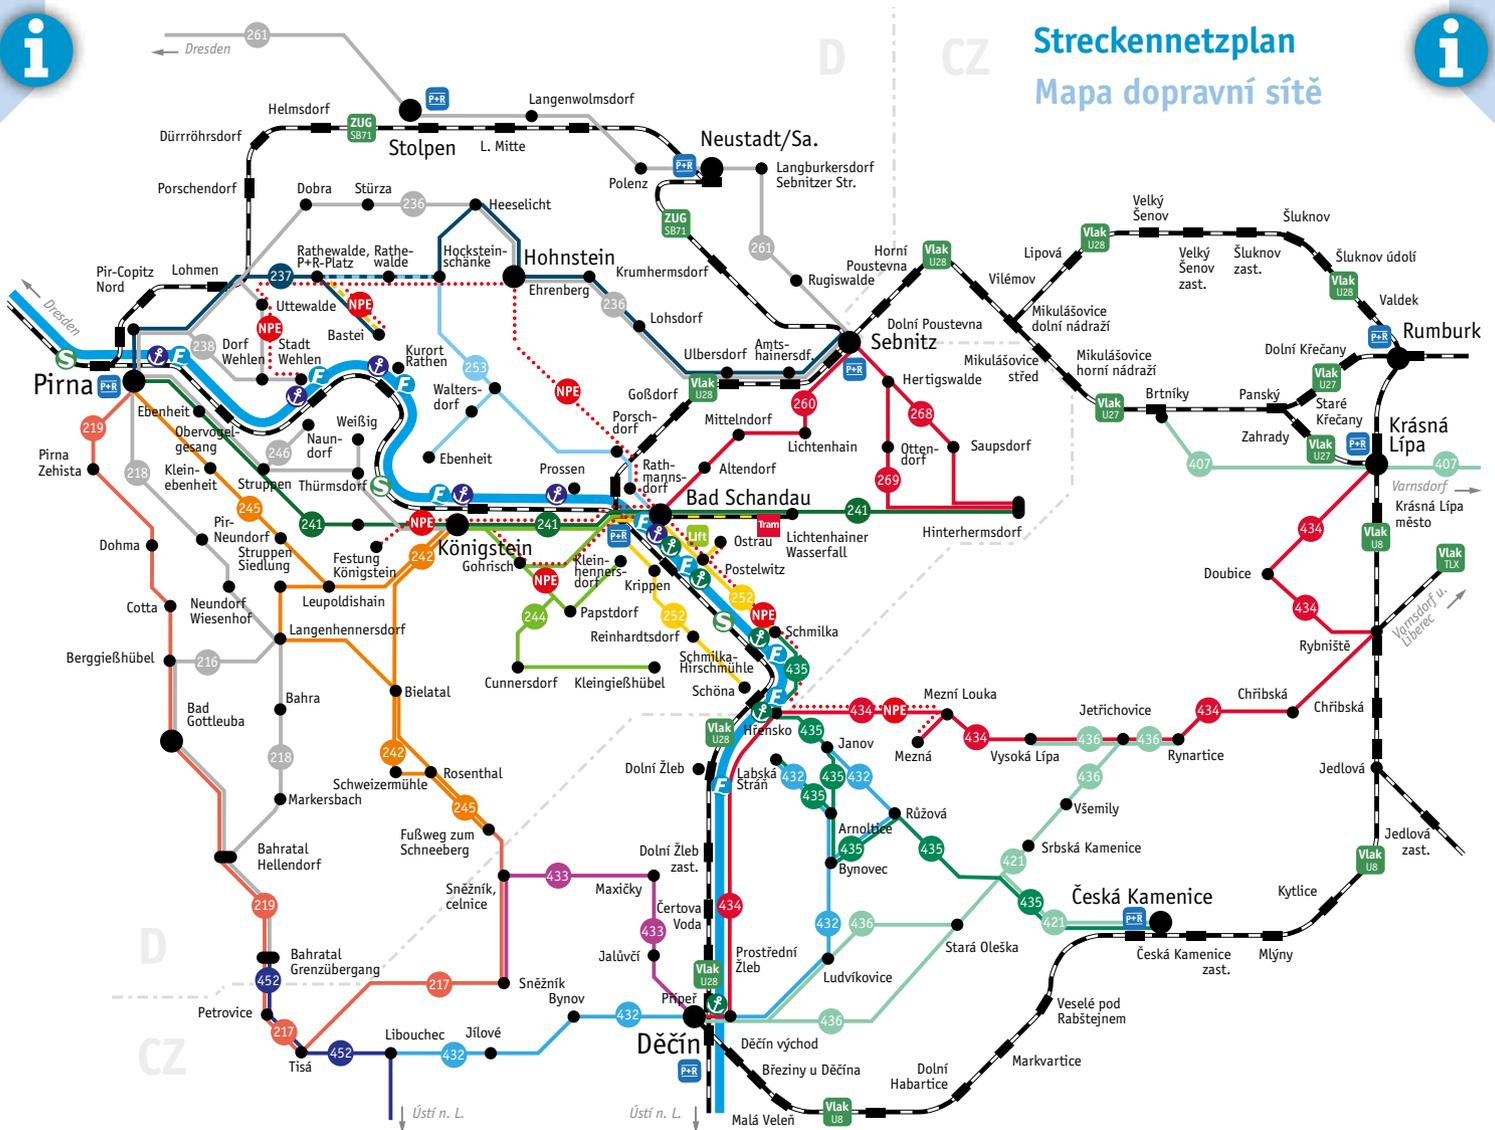 Streckennetzplan
Mapa dopravní sítě
D
CZ
261
Dresden
P+R
Langenwolmsdorf
Helmsdorf
ZUG
SB71
Dürrröhrsdorf
Stolpen
L. Mitte
Neustadt/Sa.
P+R
Polenz
Langburkersdorf
Sebnitzer Str.
Porschendorf
Dobra
Stürza
236
Heeselicht
ZUG
SB71
261
Rugiswalde
Horní
Poustevna
Vlak
U28
Vilémov
Lipová
Vlak
U28
Velký
Šenov
Velký
Šenov
zast.
Šluknov
zast.
Šluknov
Šluknov údolí
Vlak
U28
Valdek
P+R
Rumburk
Rathewalde,
P+R-Platz
Rathe-
walde
Hockstein-
schänke
Hohnstein
Ehrenberg
Krumhermsdorf
236
Lohsdorf
Pir-Copitz
Nord
Lohmen
237
Uttewalde
NPE
NPE
Bastei
238
Dorf
Wehlen
Stadt
Wehlen
Kurort
Rathen
Dresden
S
F
Pirna
P+R
F
F
253
Walters-
dorf
Ebenheit
NPE
Ulbersdorf
Amts-
hainersdf.
Goßdorf
Vlak
U28
Sebnitz
P+R
Dolní Poustevna
Mikulášovice
dolní nádraží
Mikulášovice
střed
Mikulášovice
horní nádraží
Vlak
U27
Brtníky
Panský
Dolní Křečany
Vlak
U27
Staré
Křečany
Zahrady
Vlak
U27
P+R
Krásná
Lípa
407
407
Varnsdorf
Hertigswalde
260
268
Lichtenhain
Mittelndorf
Otten-
dorf
Saupsdorf
269
Altendorf
Porsch-
dorf
Rath-
manns-
dorf
Prossen
219
Pirna
Zehista
Ebenheit
Obervogel-
gesang
Klein-
ebenheit
218
Struppen
246
Naun-
dorf
Weißig
Thürmsdorf
S
F
245
241
NPE
241
Königstein
Festung
Königstein
242
Bad Schandau
F
P+R
Tram
Lichtenhainer
Wasserfall
241
Hinterhermsdorf
Lift
Ostrau
Postelwitz
F
Krásná Lípa
město
Vlak
U8
Vlak
TLX
434
Doubice
434
Rybniště
Varnsdorf u.
Liberec
Dohma
Pir-
Neundorf
Struppen
Siedlung
Gohrisch
NPE
Klein-
henners-
dorf
Krippen
252
NPE
252
S
Schmilka
F
435
Cotta
Neundorf
Wiesenhof
Leupoldishain
Langenhennersdorf
244
Papstdorf
Reinhardtsdorf
Schmilka-
Hirschmühle
Schöna
F
Berggießhübel
216
Cunnersdorf
Kleingießhübel
Bad
Gottleuba
Bahra
218
Bielatal
242
Schweizermühle
Rosenthal
245
Markersbach
Fußweg zum
Schneeberg
Bahratal
Hellendorf
Vlak
U28
Hřensko
434
NPE
Mezní Louka
435
Janov
Mezná
434
Vysoká Lípa
Jetřichovice
436
436
434
Rynartice
Chřibská
Chřibská
Jedlová
Jedlová
zast.
Dolní Žleb
Labská
Stráň
432
435
432
435
F
Růžová
436
Všemily
Arnoltice
435
435
Bynovec
Srbská Kamenice
421
Dolní Žleb
zast.
Sněžník,
celnice
433
Maxičky
Čertova
Voda
434
433
Jalůvčí
Prostřední
Žleb
Vlak
U28
432
436
Stará Oleška
Ludvíkovice
435
421
P+R
Česká Kamenice
Česká Kamenice
zast.
Mlýny
Kytlice
Vlak
U8
219
D
Bahratal
Grenzübergang
452
217
Sněžník
Petrovice
217
Tisá
CZ
452
Libouchec
432
Jílové
Bynov
432
Přípeř
Děčín
P+R
Děčín východ
436
Březiny u Děčína
Malá Veleň
Vlak
U8
Dolní
Habartice
Markvartice
Veselé pod
Rabštejnem
Ústí n. L.
Ústí n. L.